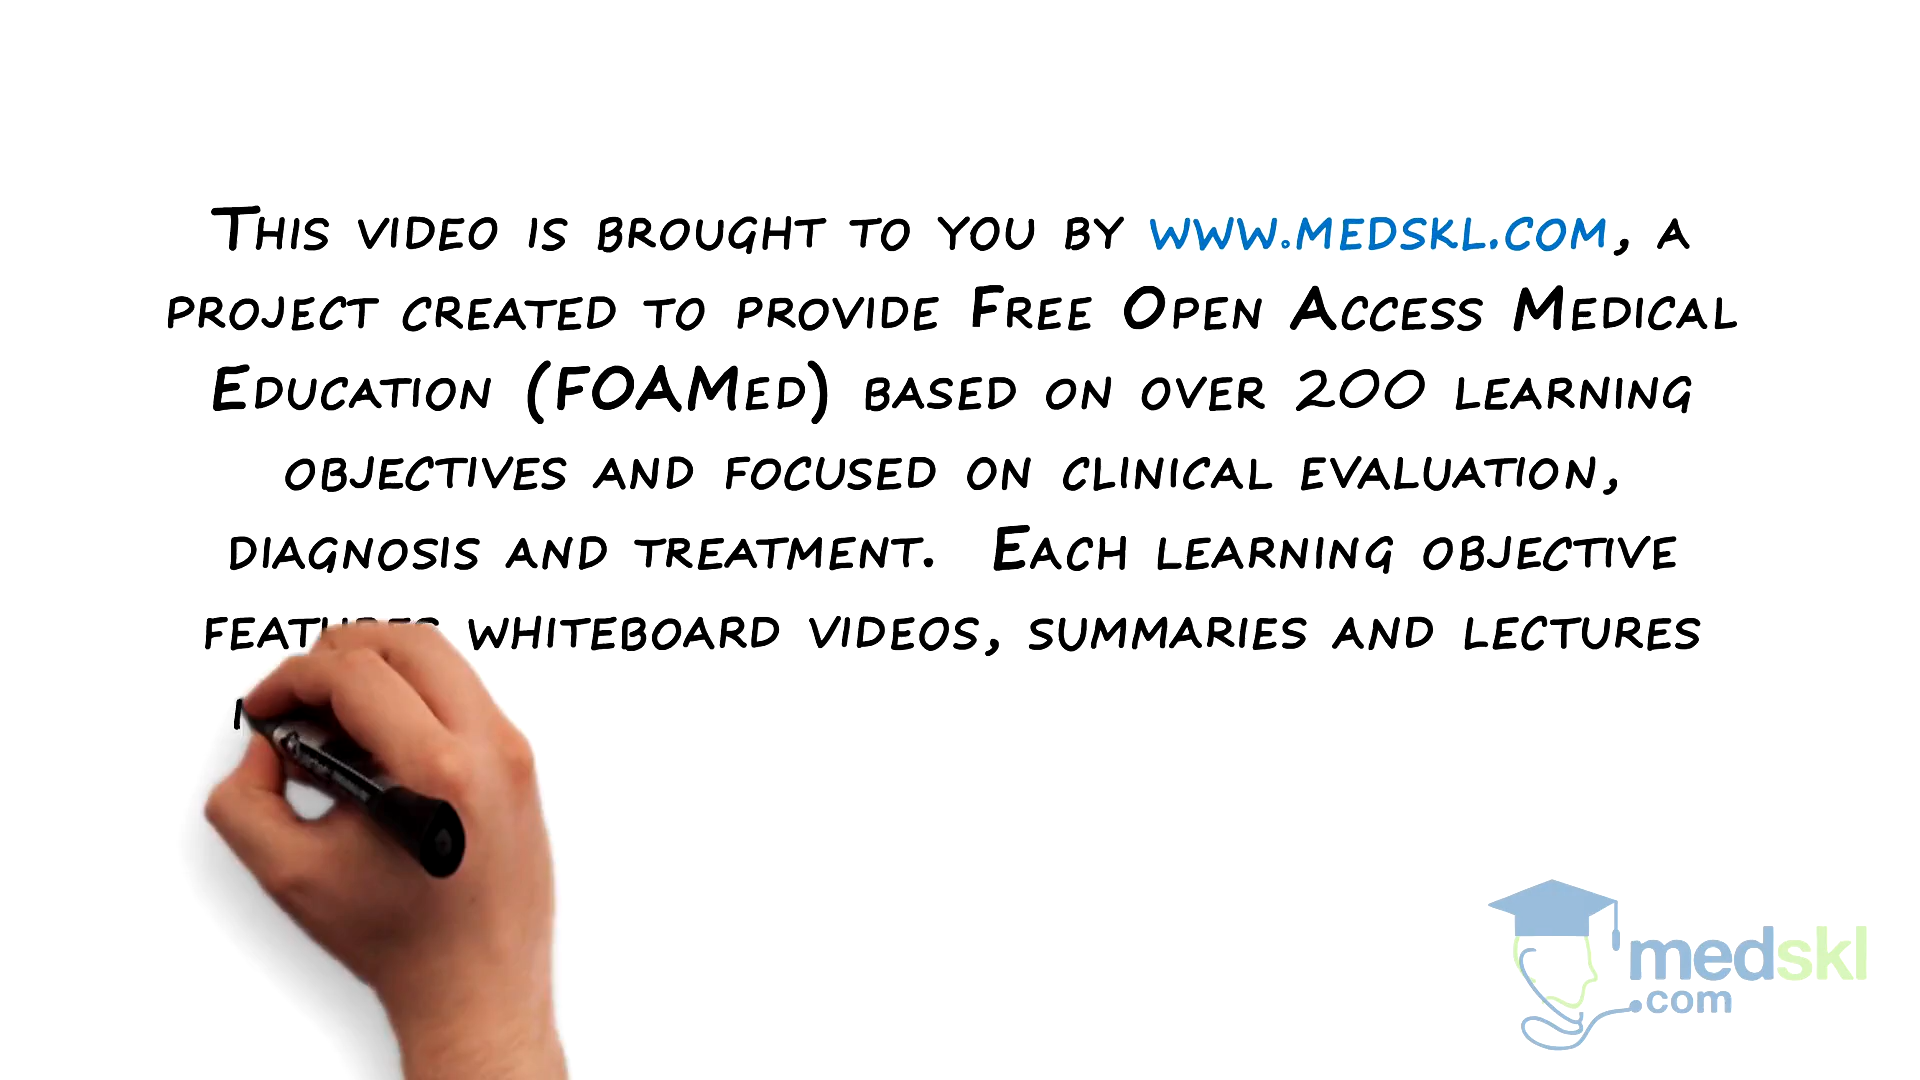 This video is brought to you by www.medskl.com, a
project created to provide Free Open Access Medical
Education (FOAMed) based on over 200 learning
objectives and focused on clinical evaluation,
diagnosis and treatment. Each learning objective
whiteboard videos, summaries and lectures
medskl
.com